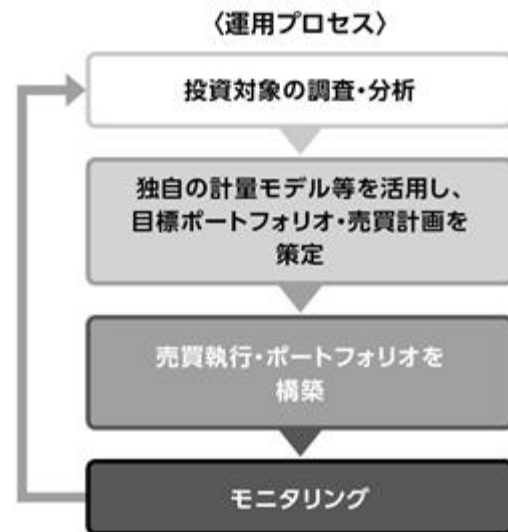 〈運用プロセス〉
投資対象の調査・分析
独自の計量モデル等を活用し、
目標ポートフォリオ・売買計画を
策定
売買執行・ポートフォリオを
構築
モニタリング